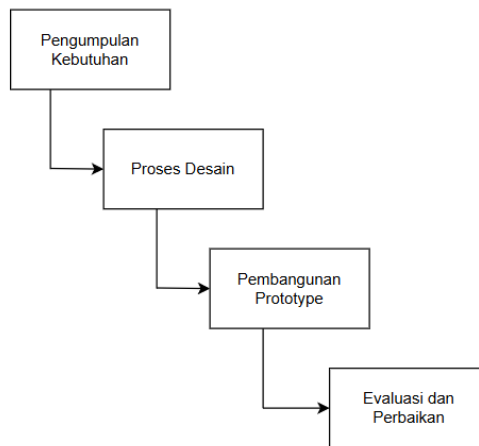 Pengumpulan
Kebutuhan
Proses Desain
Pembangunan
Prototype
Evaluasi dan
Perbaikan